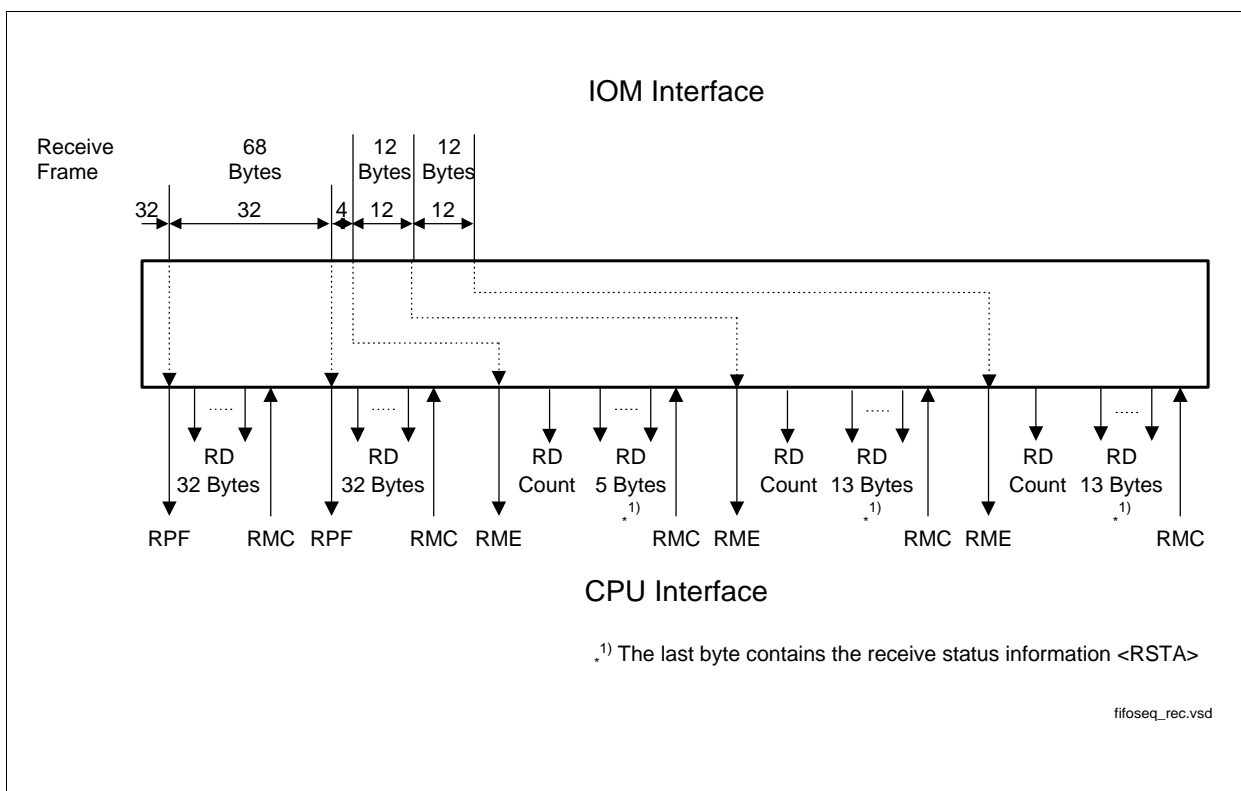 IOM Interface
Receive
Frame
68
Bytes
12
Bytes
12
Bytes
32
32
4
12
12
.....
.....
.....
.....
.....
RD
32 Bytes
RD
32 Bytes
RD
Count
RD
5 Bytes
*1)
RD
Count
RD
13 Bytes
*1)
RD
Count
RD
13 Bytes
*1)
RPF
RMC
RPF
RMC
RME
RMC
RME
RMC
RME
RMC
CPU Interface
*1) The last byte contains the receive status information <RSTA>
fifoseq_rec.vsd